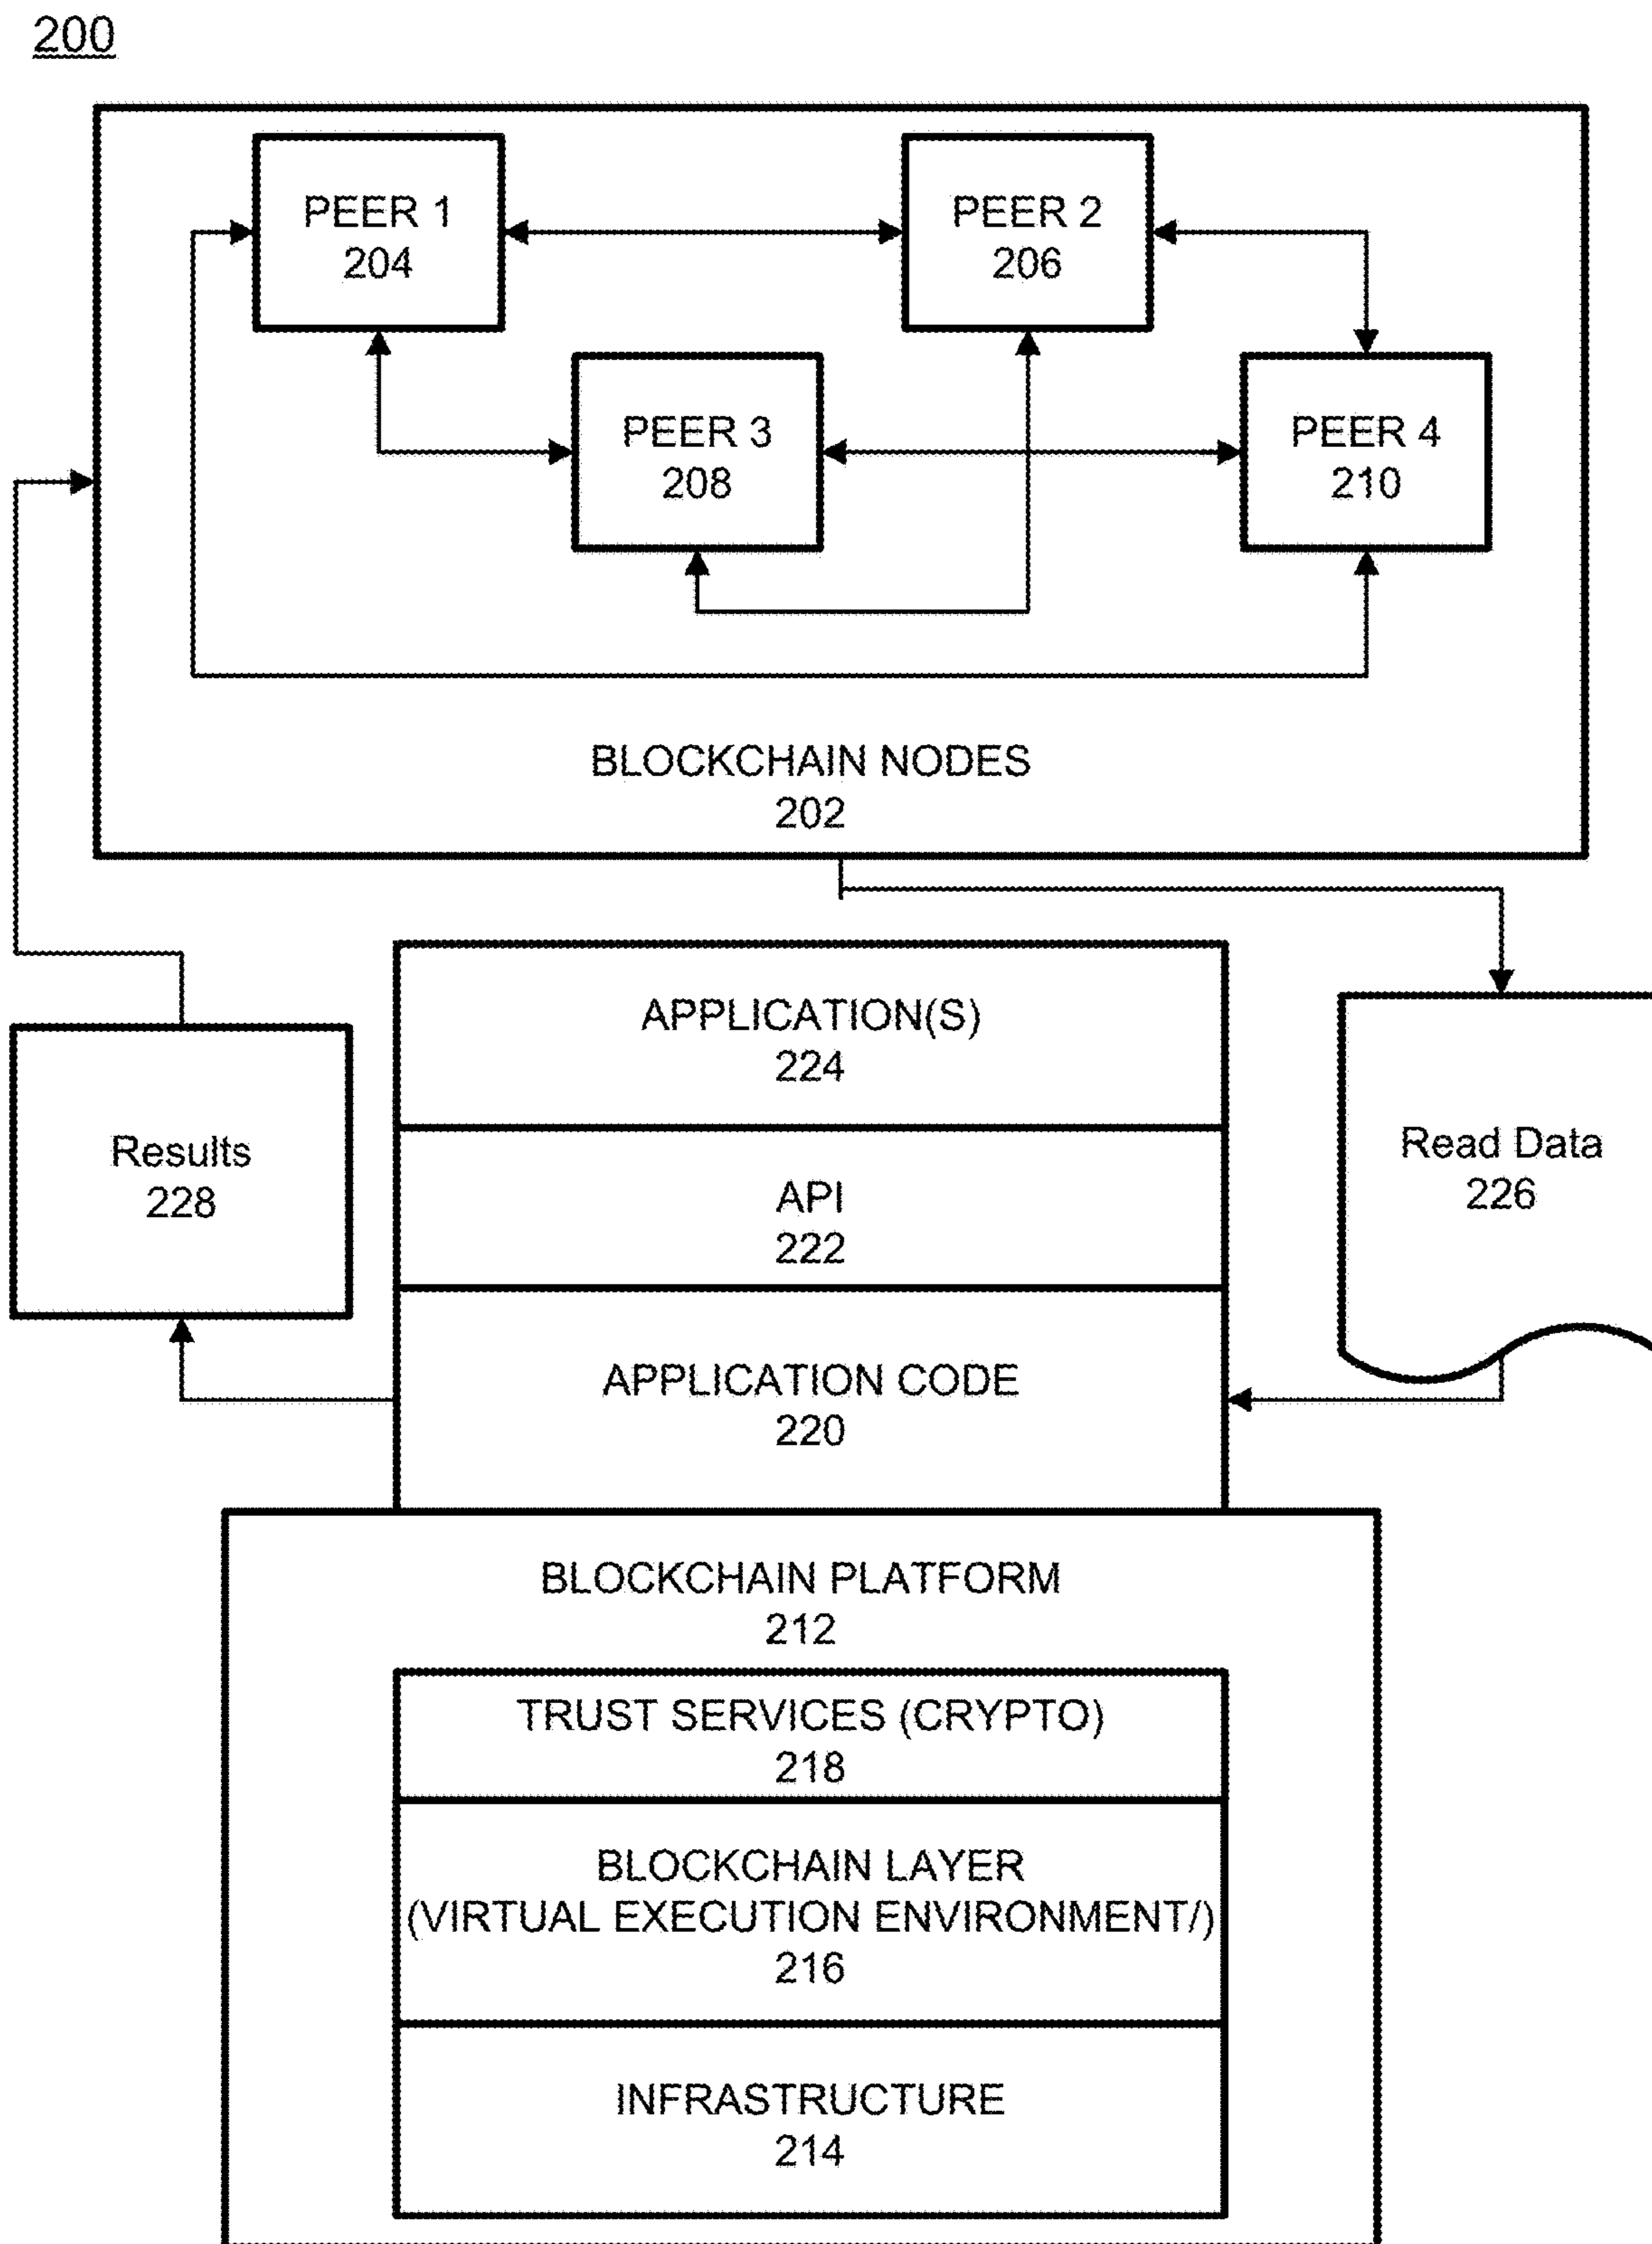 200
PEER 1
204
PEER 2
206
PEER 3
208
PEER 4
210
BLOCKCHAIN NODES
202
APPLICATION(S)
224
Results
228
API
222
Read Data
226
APPLICATION CODE
220
BLOCKCHAIN PLATFORM
212
TRUST SERVICES (CRYPTO)
218
BLOCKCHAIN LAYER
(VIRTUAL EXECUTION ENVIRONMENT/)
216
INFRASTRUCTURE
214